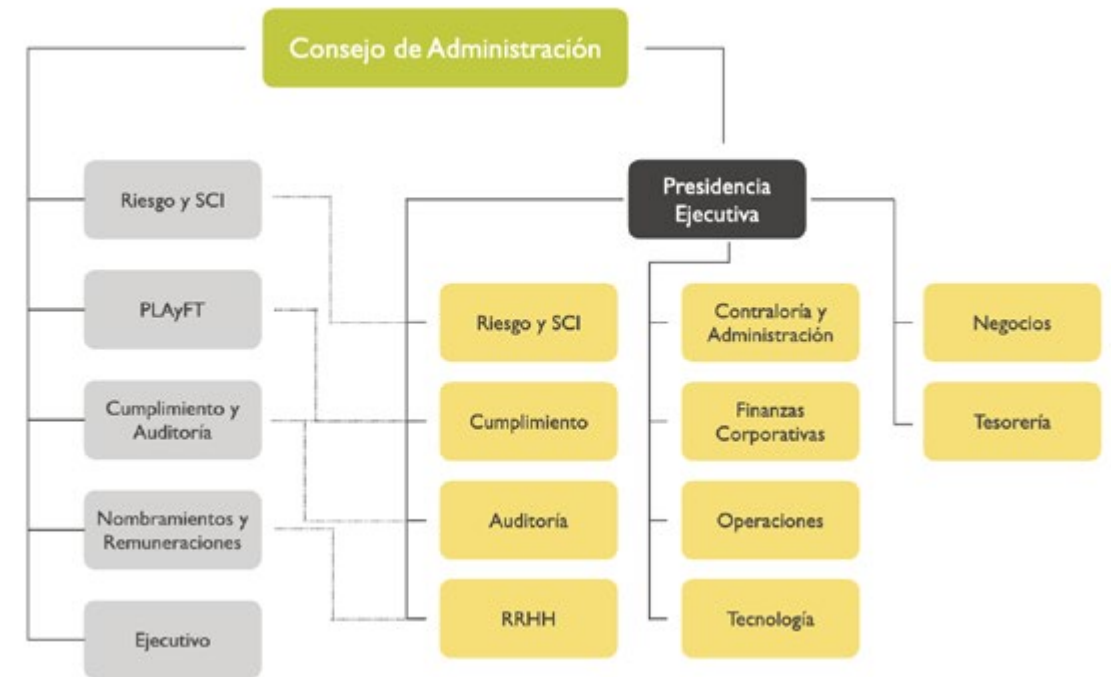 Consejo de Administración
Presidencia
Ejecutiva
Riesgo y SCI
PLAyFT
Cumplimiento y
Auditoría
Nombramientos y
Remuneraciones
Ejecutivo
Riesgo y SCI
Cumplimiento
Auditoría
RRHH
Contraloría y
Administración
Finanzas
Corporativas
Operaciones
Tecnología
Negocios
Tesorería